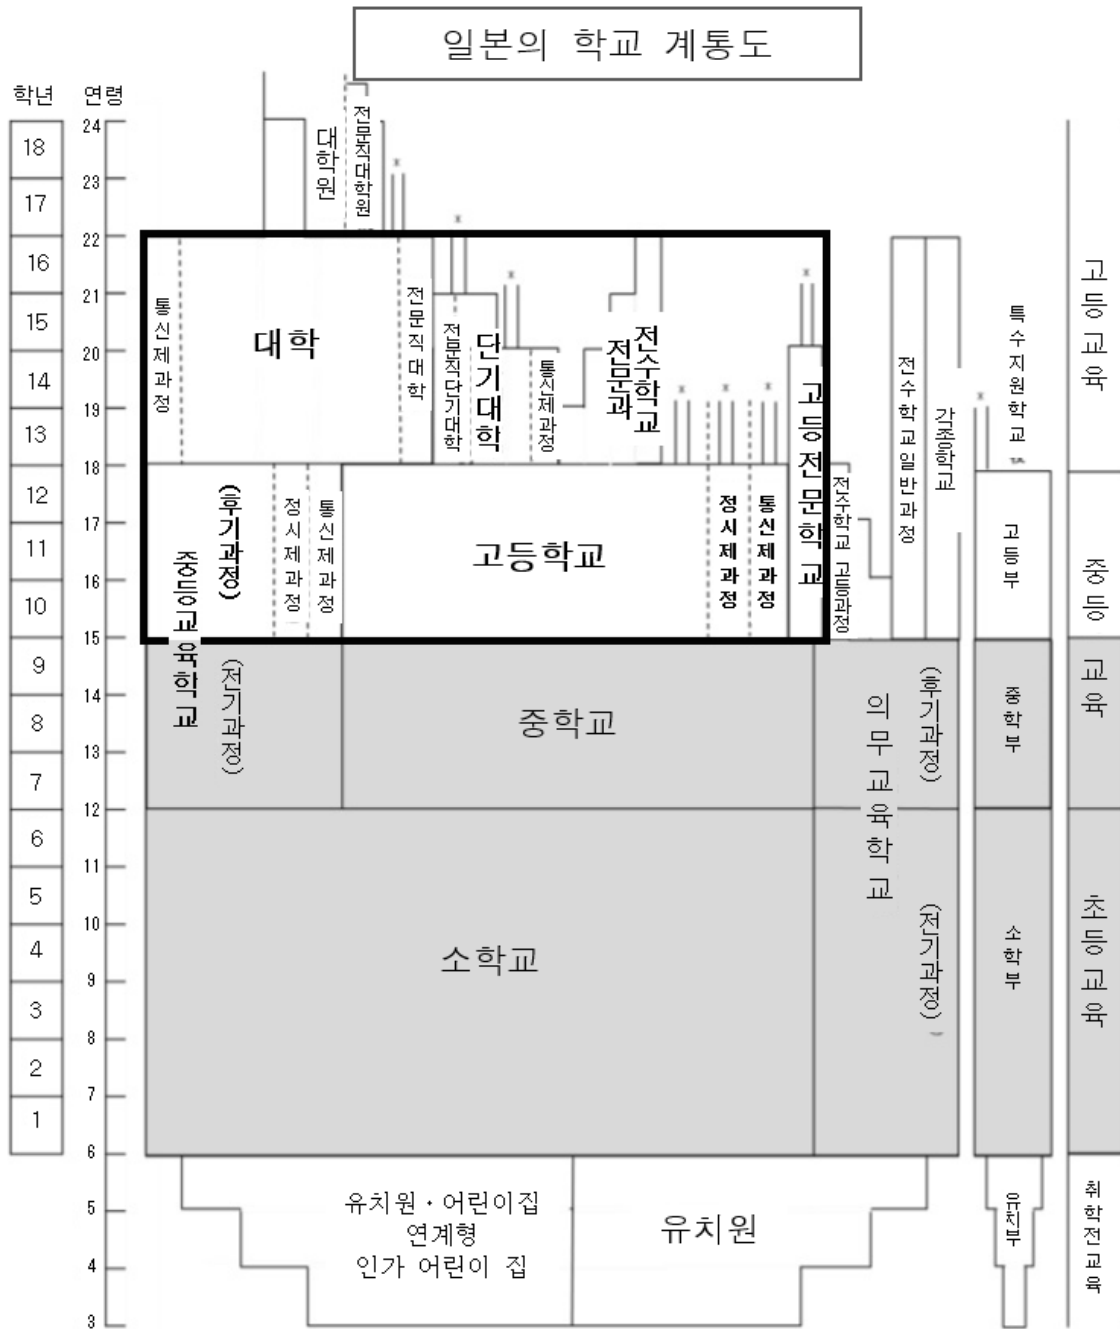 일본의 학교 계통도
학년
연령
18
17
16
15
14
13
12
11
10
9
8
7
6
5
4
3
2
1
24
23
22
21
20
19
18
17
16
15
14
13
12
11
10
9
8
7
6
5
4
3
대학원
전문직대학원
통신제과정
대학
전문직대학
전문직단기대학
단기대학
통신제과정
전수학교
전문과
고등전문학교
전수학교일반과정
각종학교
특수지원학교
고등교육
중등교육학교
(후기과정)
정시제과정
통신제과정
고등학교
정시제과정
통신제과정
전수학교 고등과정
고등부
중등
교육
(전기과정)
중학교
의무교육학교
(후기과정)
중학부
소학교
(전기과정)
소학부
초등교육
유치원·어린이집
연계형
인가 어린이 집
유치원
유치부
취학전교육